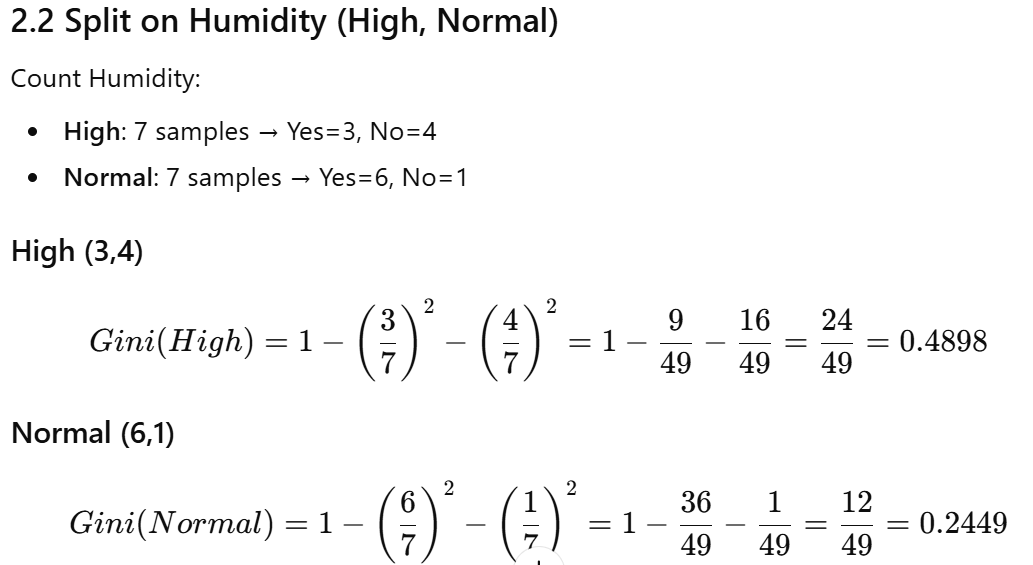 2.2 Split on Humidity (High, Normal)
Count Humidity:
• High: 7 samples → Yes=3, No=4
• Normal: 7 samples → Yes=6, No=1
High (3,4)
Gini(High) = 1 − (3/7)² − (4/7)² = 1 − 9/49 − 16/49 = 24/49 = 0.4898
Normal (6,1)
Gini(Normal) = 1 − (6/7)² − (1/7)² = 1 − 36/49 − 1/49 = 12/49 = 0.2449